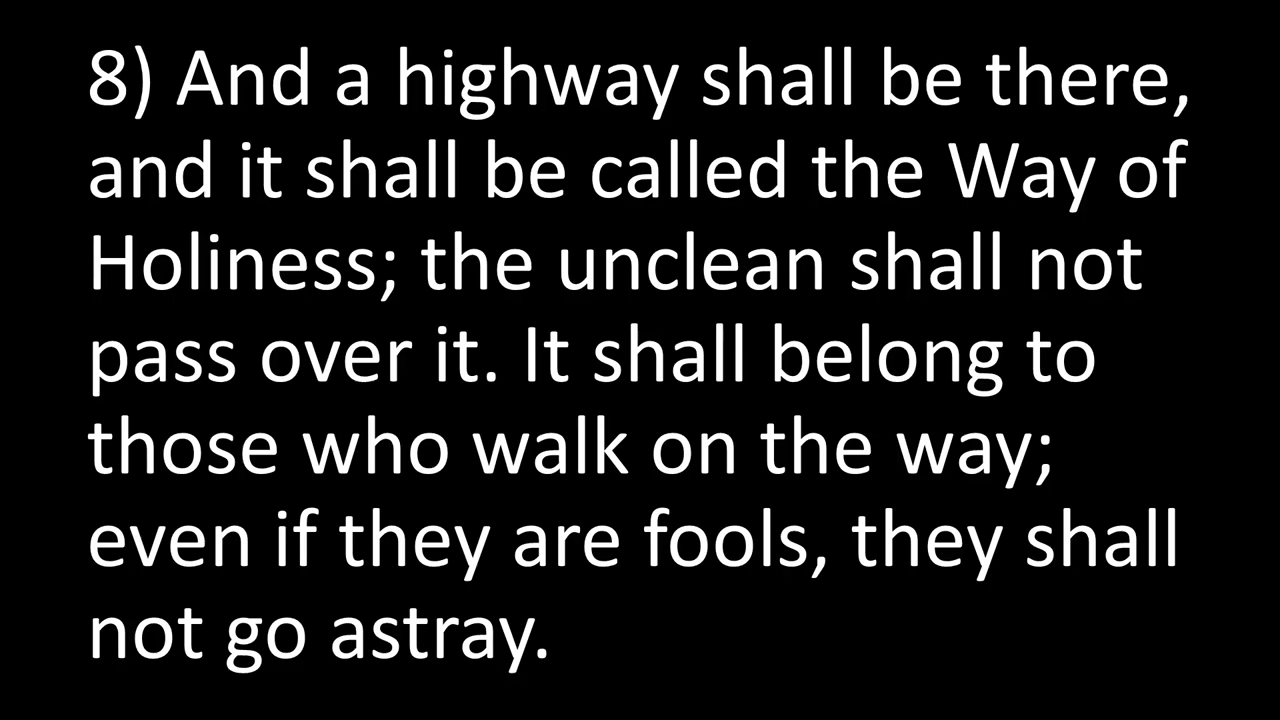 8) And a highway shall be there,
and it shall be called the Way of
Holiness; the unclean shall not
pass over it. It shall belong to
those who walk on the way;
even if they are fools, they shall
not go astray.